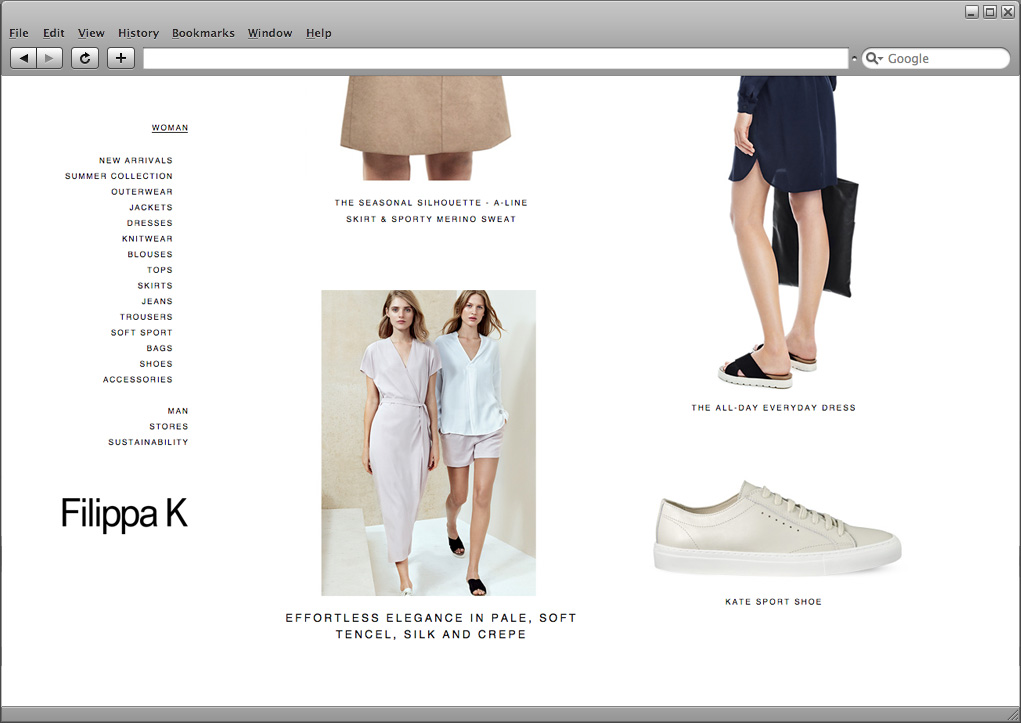 File Edit View History Bookmarks Window Help
Google
WOMAN
NEW ARRIVALS
SUMMER COLLECTION
OUTERWEAR
JACKETS
DRESSES
KNITWEAR
BLOUSES
TOPS
SKIRTS
JEANS
TROUSERS
SOFT SPORT
BAGS
SHOES
ACCESSORIES
MAN
STORES
SUSTAINABILITY
Filippa K
THE SEASONAL SILHOUETTE - A-LINE
SKIRT & SPORTY MERINO SWEAT
EFFORTLESS ELEGANCE IN PALE, SOFT
TENCEL, SILK AND CREPE
THE ALL-DAY EVERYDAY DRESS
KATE SPORT SHOE